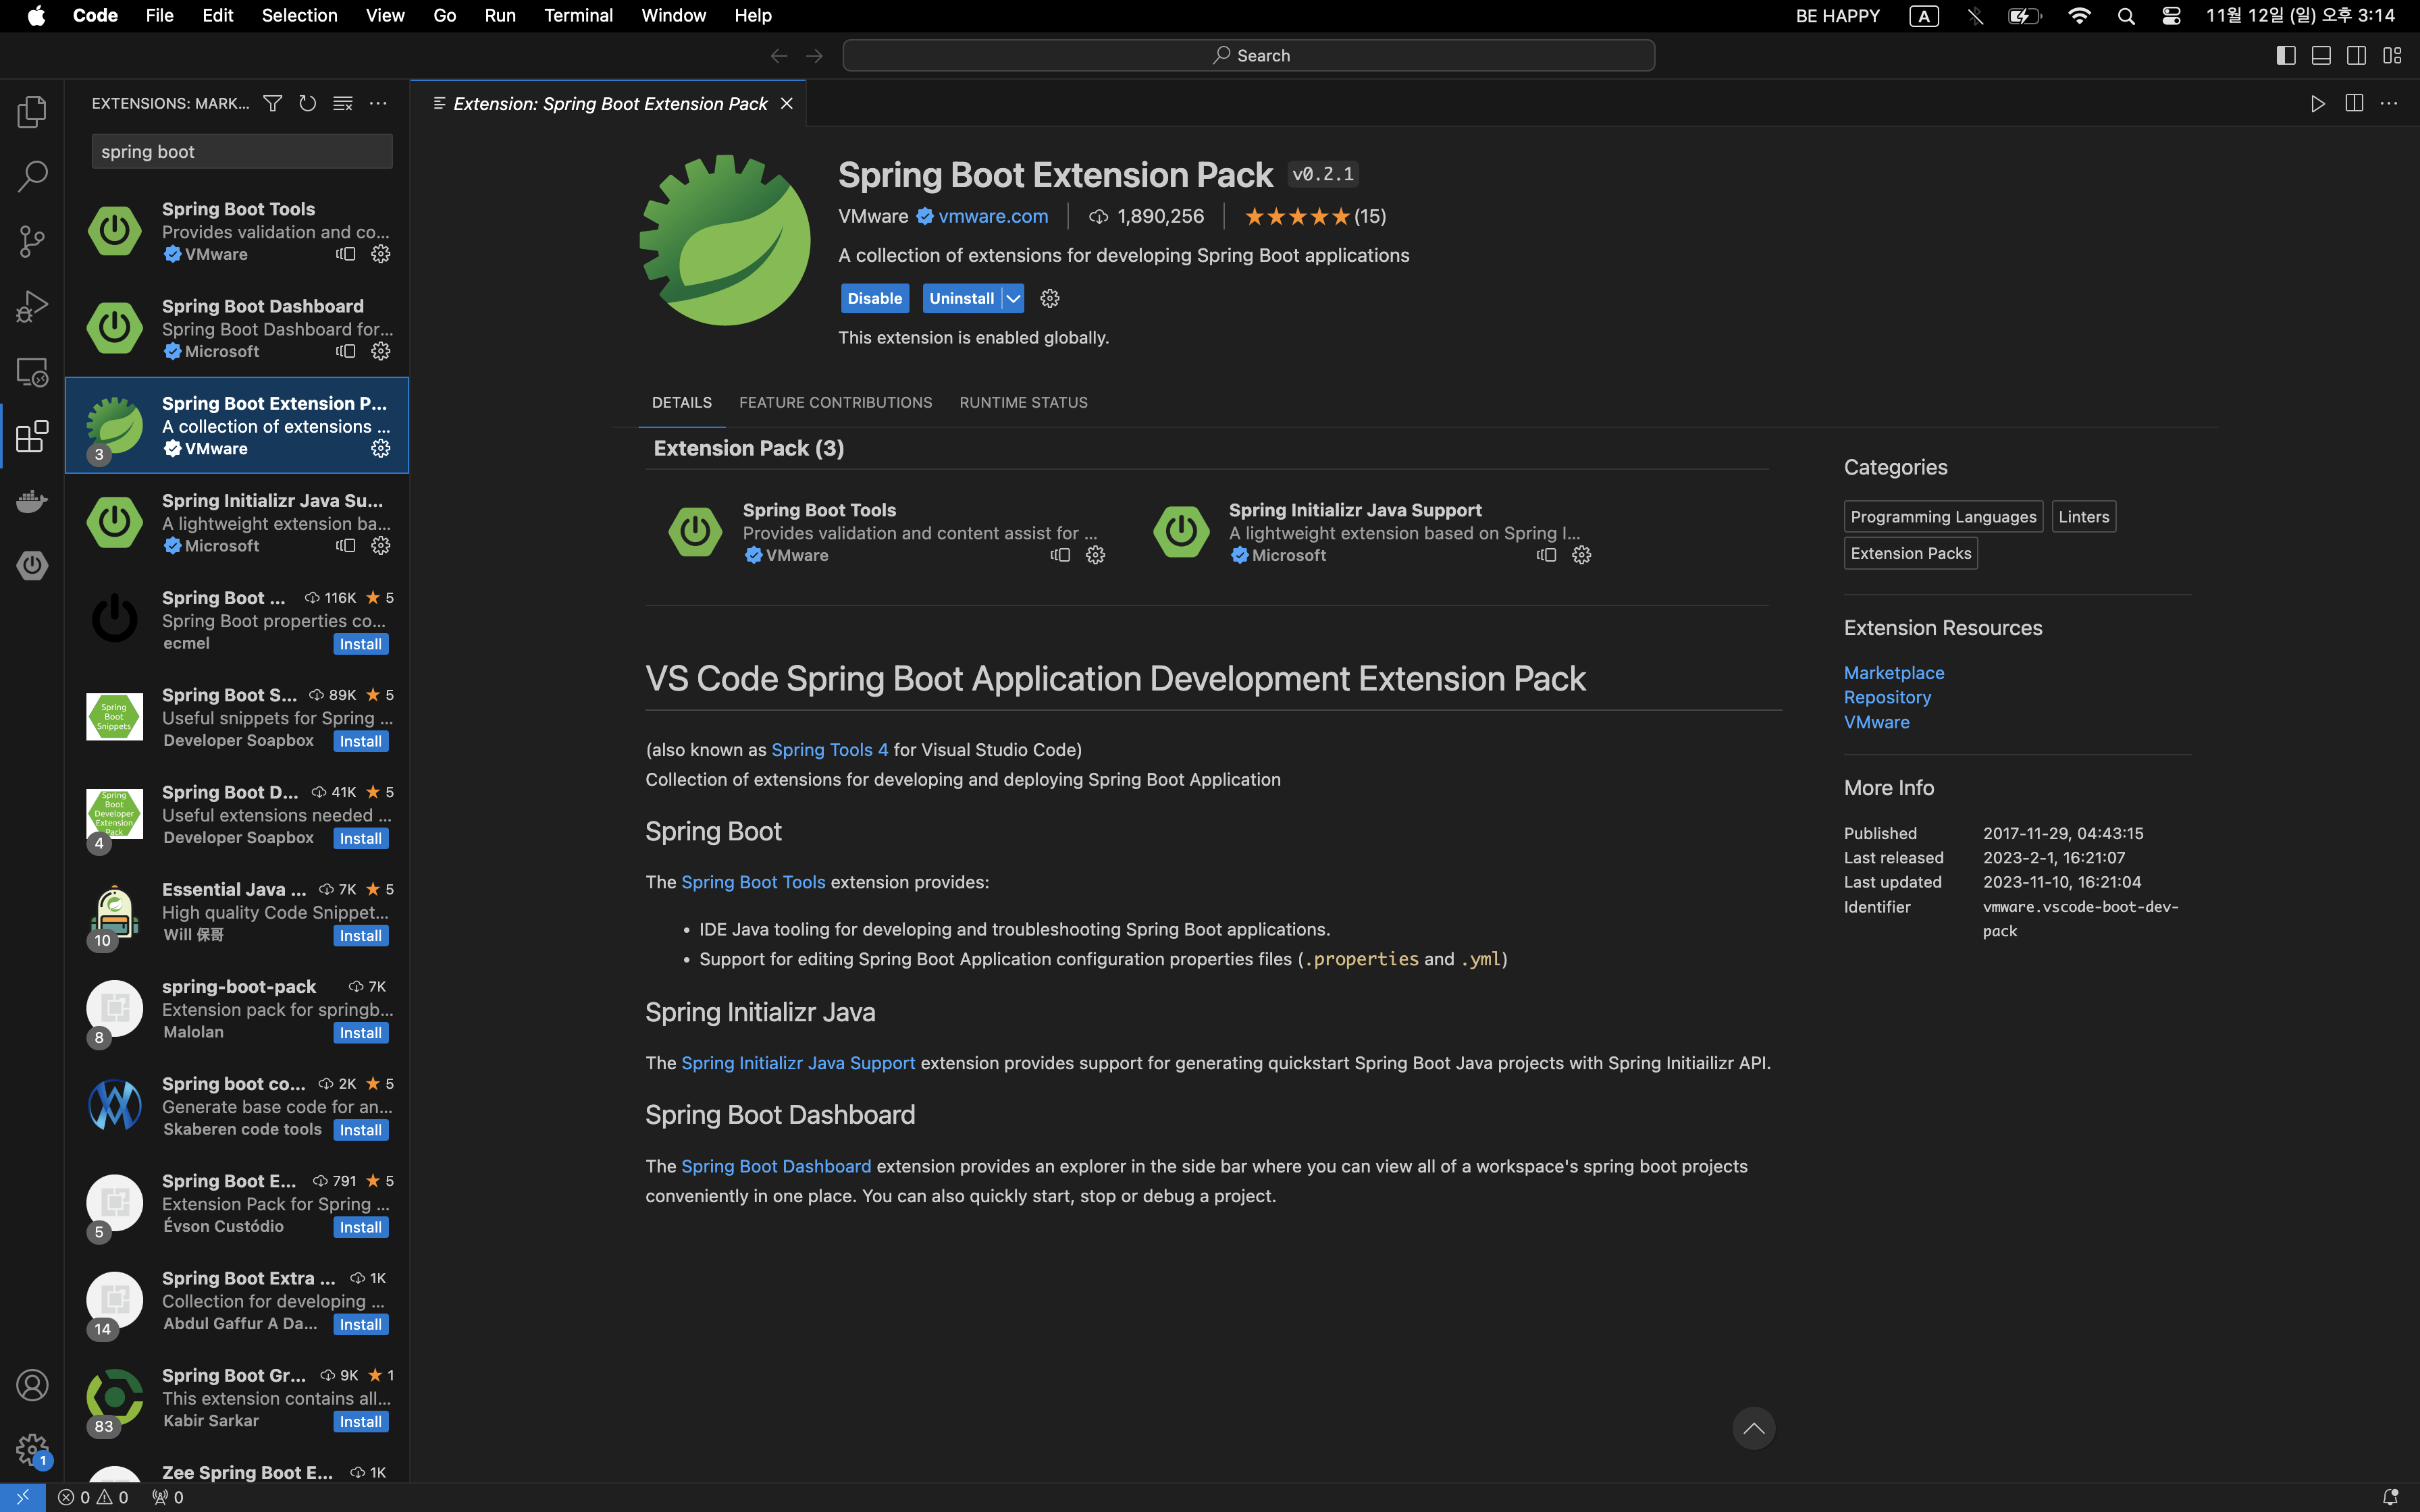 Code File Edit Selection View Go Run Terminal Window Help
BE HAPPY A 11월 12일 (일) 오후 3:14
Search
EXTENSIONS: MARK...
Extension: Spring Boot Extension Pack
spring boot
Spring Boot Tools
Provides validation and co...
VMware
Spring Boot Dashboard
Spring Boot Dashboard for...
Microsoft
Spring Boot Extension P...
A collection of extensions ...
VMware
3
Spring Initializr Java Su...
A lightweight extension ba...
Microsoft
Spring Boot ... 116K 5
Spring Boot properties co...
ecmel Install
Spring Boot S... 89K 5
Useful snippets for Spring ...
Developer Soapbox Install
Spring
Boot
Snippets
Spring Boot D... 41K 5
Useful extensions needed ...
Developer Soapbox Install
Spring
Boot
Developer
Extension
Pack
4
Essential Java ... 7K 5
High quality Code Snippet...
Will 保哥 Install
10
spring-boot-pack 7K
Extension pack for springb...
Malolan Install
8
Spring boot co... 2K 5
Generate base code for an...
Skaberen code tools Install
Spring Boot E... 791 5
Extension Pack for Spring ...
Évson Custódio Install
5
Spring Boot Extra ... 1K
Collection for developing ...
Abdul Gaffur A Da... Install
14
Spring Boot Gr... 9K 1
This extension contains all...
Kabir Sarkar Install
83
Zee Spring Boot E... 1K
Spring Boot Extension Pack v0.2.1
VMware vmware.com 1,890,256 (15)
A collection of extensions for developing Spring Boot applications
Disable Uninstall
This extension is enabled globally.
DETAILS FEATURE CONTRIBUTIONS RUNTIME STATUS
Extension Pack (3)
Spring Boot Tools
Provides validation and content assist for ...
VMware
Spring Initializr Java Support
A lightweight extension based on Spring I...
Microsoft
VS Code Spring Boot Application Development Extension Pack
(also known as Spring Tools 4 for Visual Studio Code)
Collection of extensions for developing and deploying Spring Boot Application
Spring Boot
The Spring Boot Tools extension provides:
• IDE Java tooling for developing and troubleshooting Spring Boot applications.
• Support for editing Spring Boot Application configuration properties files (.properties and .yml)
Spring Initializr Java
The Spring Initializr Java Support extension provides support for generating quickstart Spring Boot Java projects with Spring Initiailizr API.
Spring Boot Dashboard
The Spring Boot Dashboard extension provides an explorer in the side bar where you can view all of a workspace's spring boot projects
conveniently in one place. You can also quickly start, stop or debug a project.
Categories
Programming Languages Linters
Extension Packs
Extension Resources
Marketplace
Repository
VMware
More Info
Published 2017-11-29, 04:43:15
Last released 2023-2-1, 16:21:07
Last updated 2023-11-10, 16:21:04
Identifier vmware.vscode-boot-dev-
pack
1
0 0 0